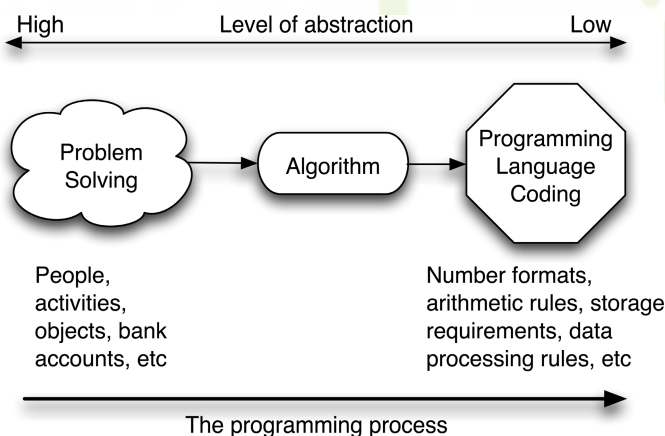 High Level of abstraction Low
Problem
Solving
Algorithm
Programming
Language
Coding
People,
activities,
objects, bank
accounts, etc
Number formats,
arithmetic rules, storage
requirements, data
processing rules, etc
The programming process